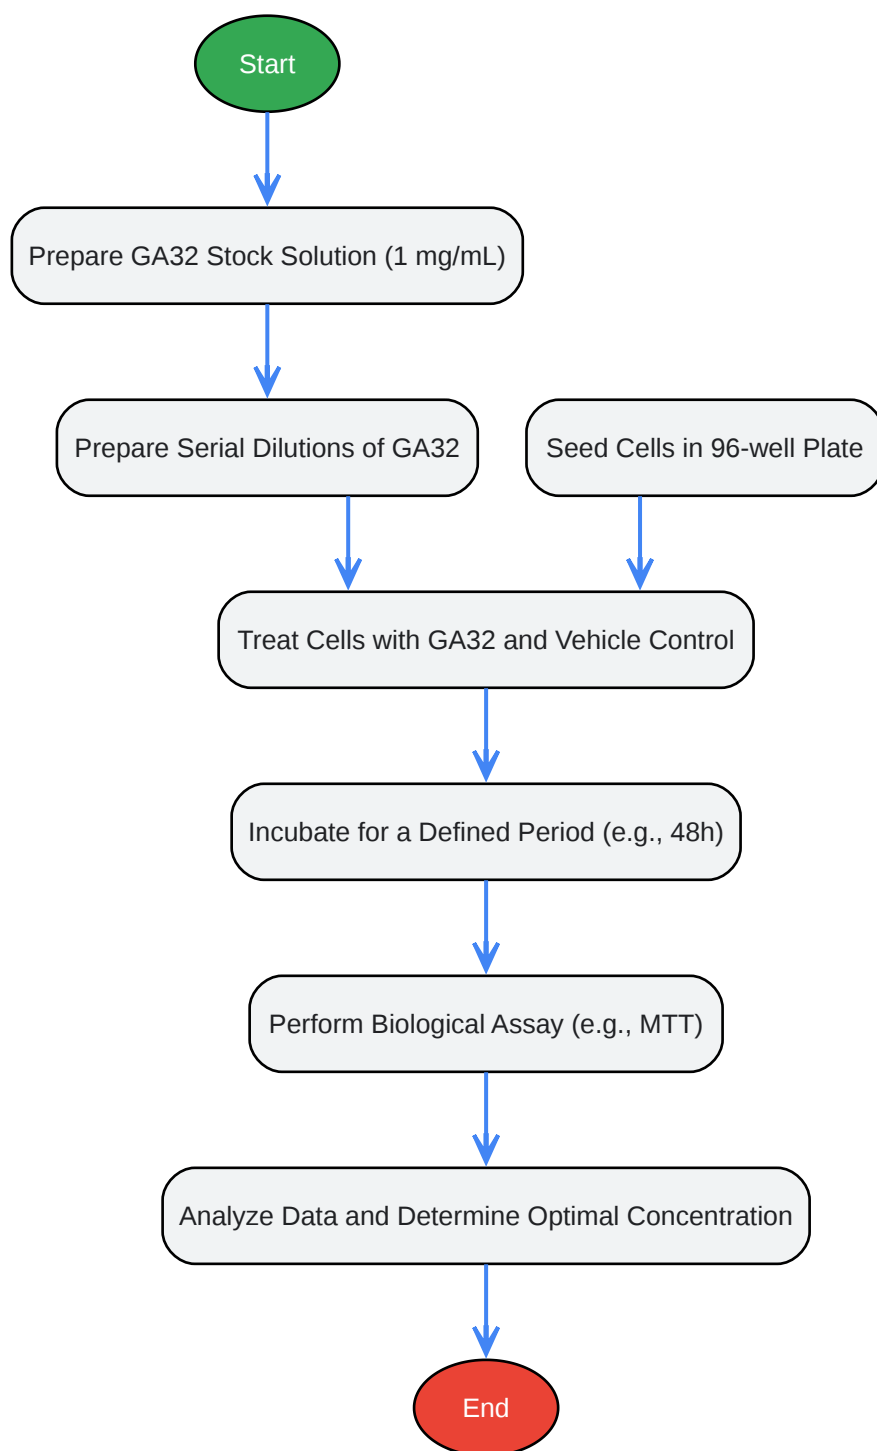 Start
Prepare GA32 Stock Solution (1 mg/mL)
Prepare Serial Dilutions of GA32
Seed Cells in 96-well Plate
Treat Cells with GA32 and Vehicle Control
Incubate for a Defined Period (e.g., 48h)
Perform Biological Assay (e.g., MTT)
Analyze Data and Determine Optimal Concentration
End